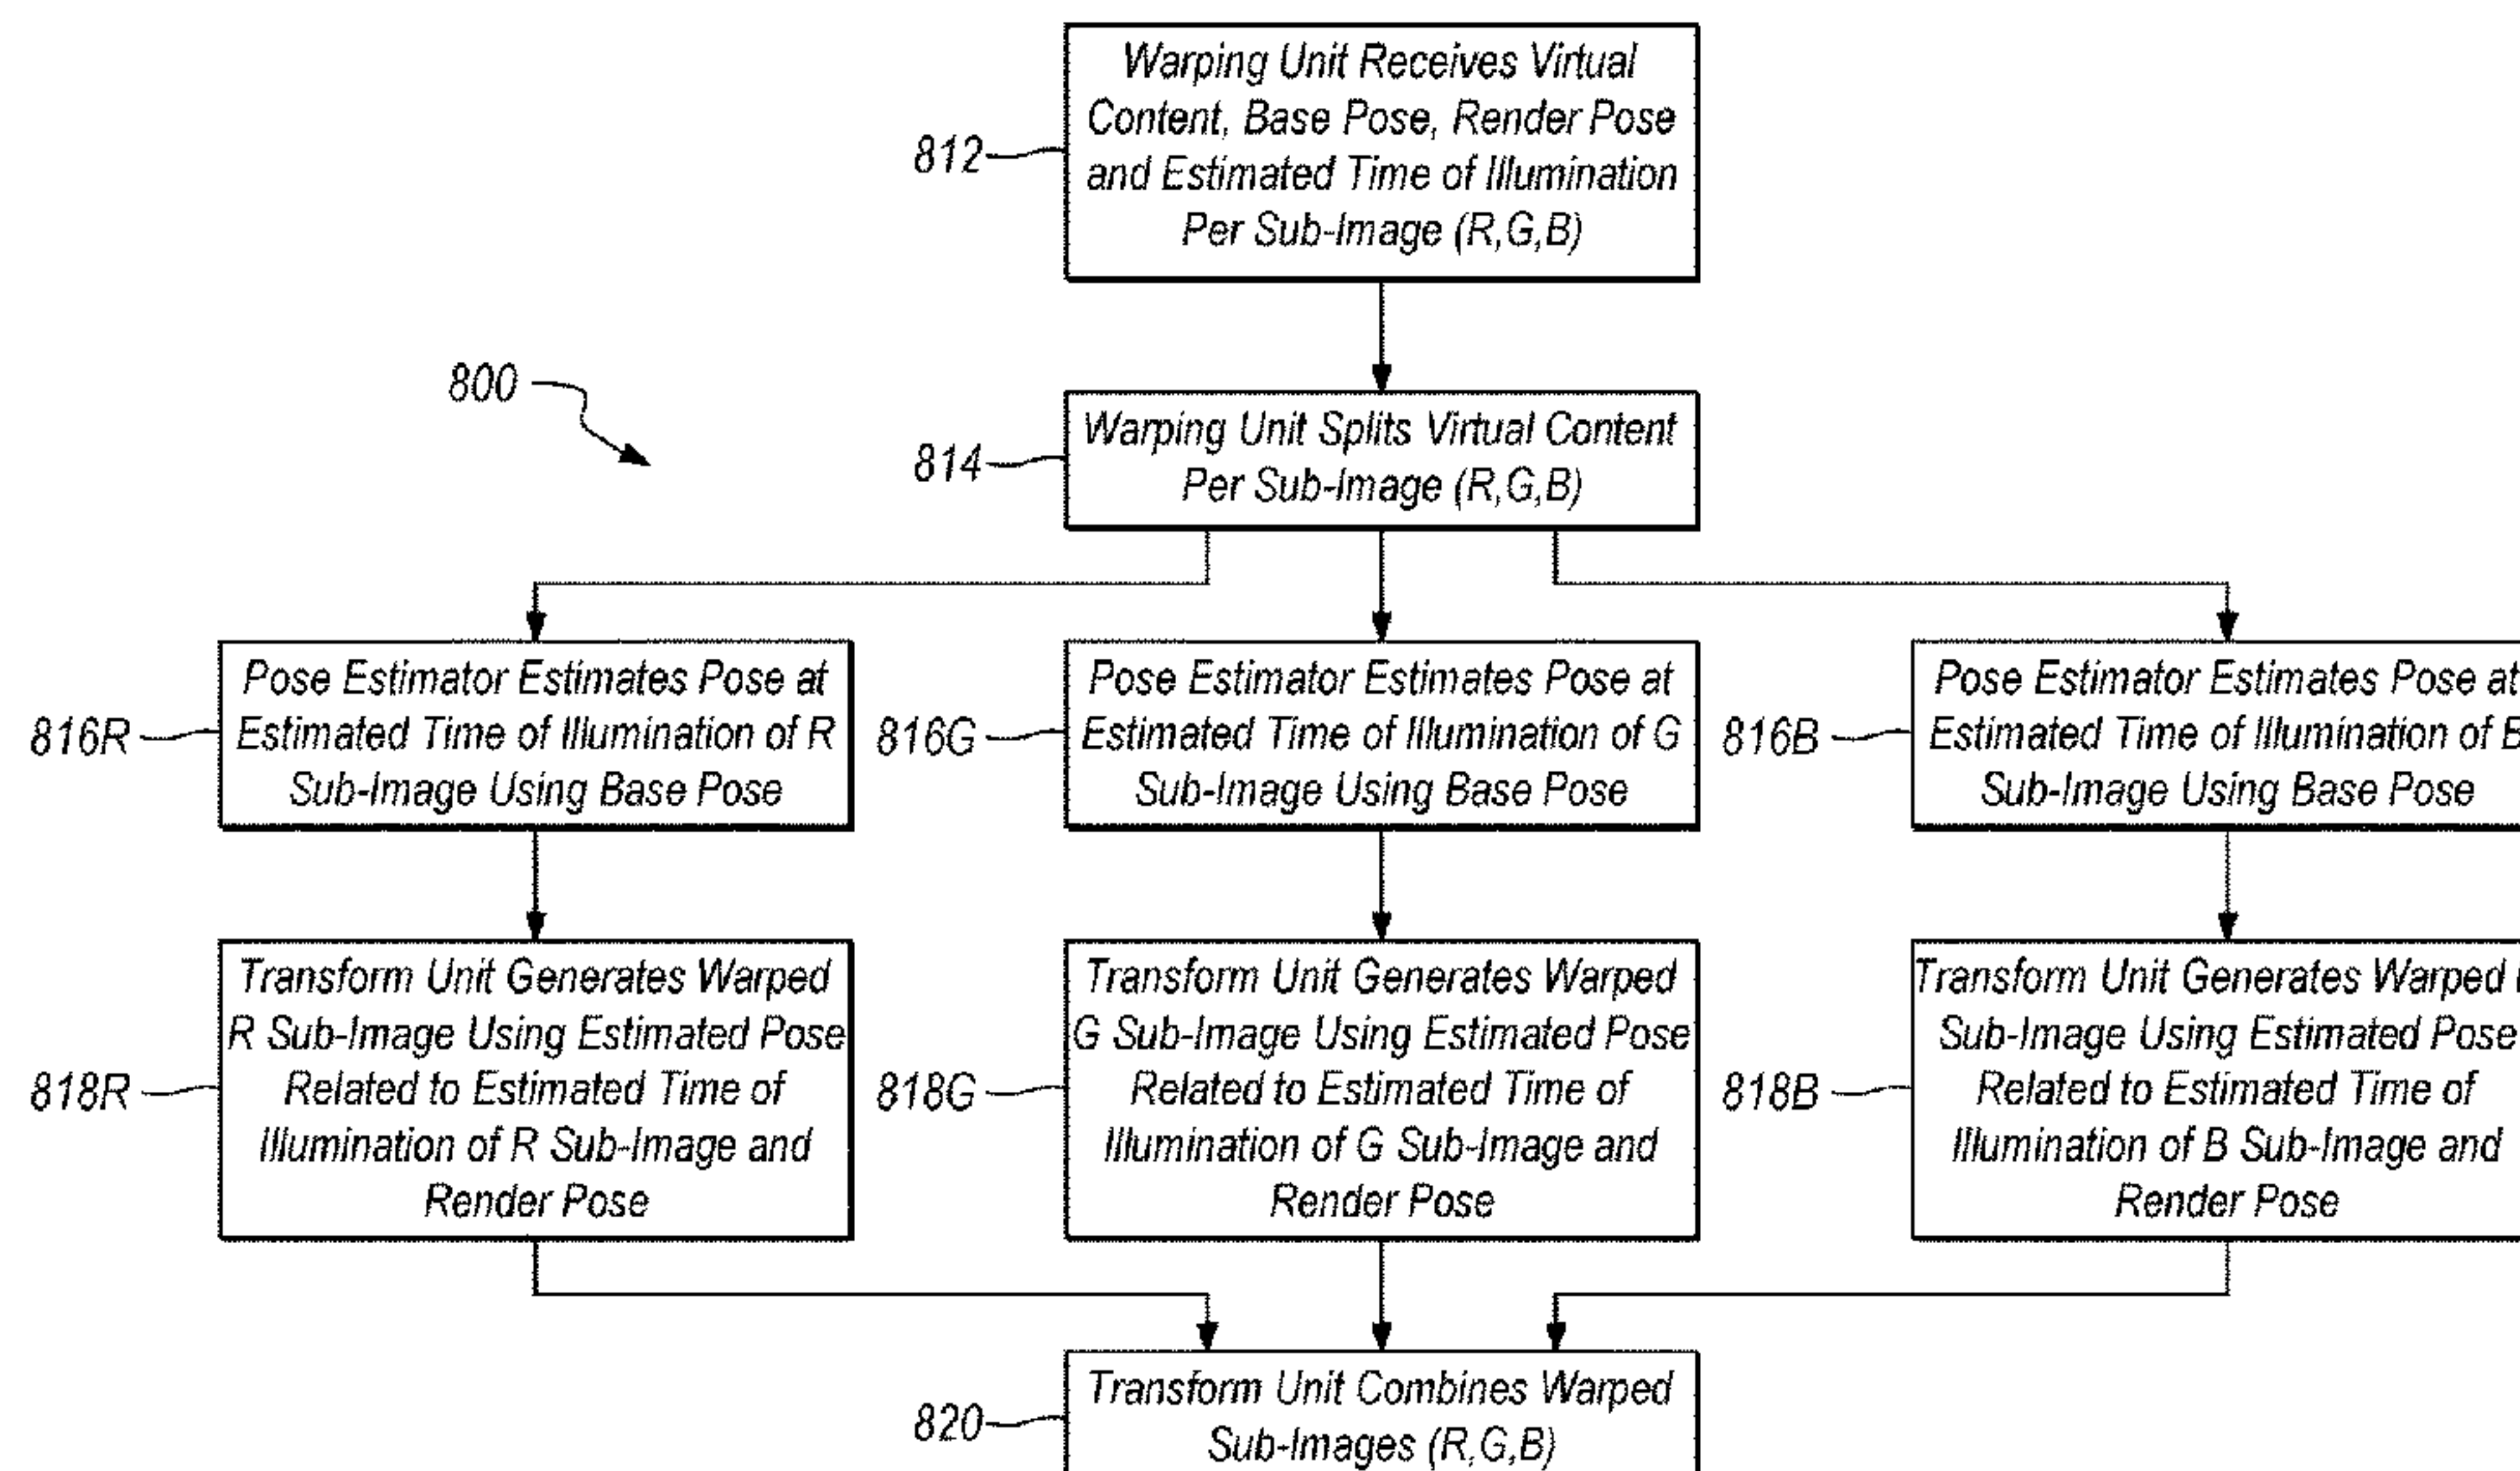 Warping Unit Receives Virtual
Content, Base Pose, Render Pose
and Estimated Time of Illumination
Per Sub-Image (R,G,B)
812
800
Warping Unit Splits Virtual Content
Per Sub-Image (R,G,B)
814
Pose Estimator Estimates Pose at
Estimated Time of Illumination of R
Sub-Image Using Base Pose
816R
Pose Estimator Estimates Pose at
Estimated Time of Illumination of G
Sub-Image Using Base Pose
816G
Pose Estimator Estimates Pose at
Estimated Time of Illumination of B
Sub-Image Using Base Pose
816B
Transform Unit Generates Warped
R Sub-Image Using Estimated Pose
Related to Estimated Time of
Illumination of R Sub-Image and
Render Pose
818R
Transform Unit Generates Warped
G Sub-Image Using Estimated Pose
Related to Estimated Time of
Illumination of G Sub-Image and
Render Pose
818G
Transform Unit Generates Warped
Sub-Image Using Estimated Pose
Related to Estimated Time of
Illumination of B Sub-Image and
Render Pose
818B
Transform Unit Combines Warped
Sub-Images (R,G,B)
820